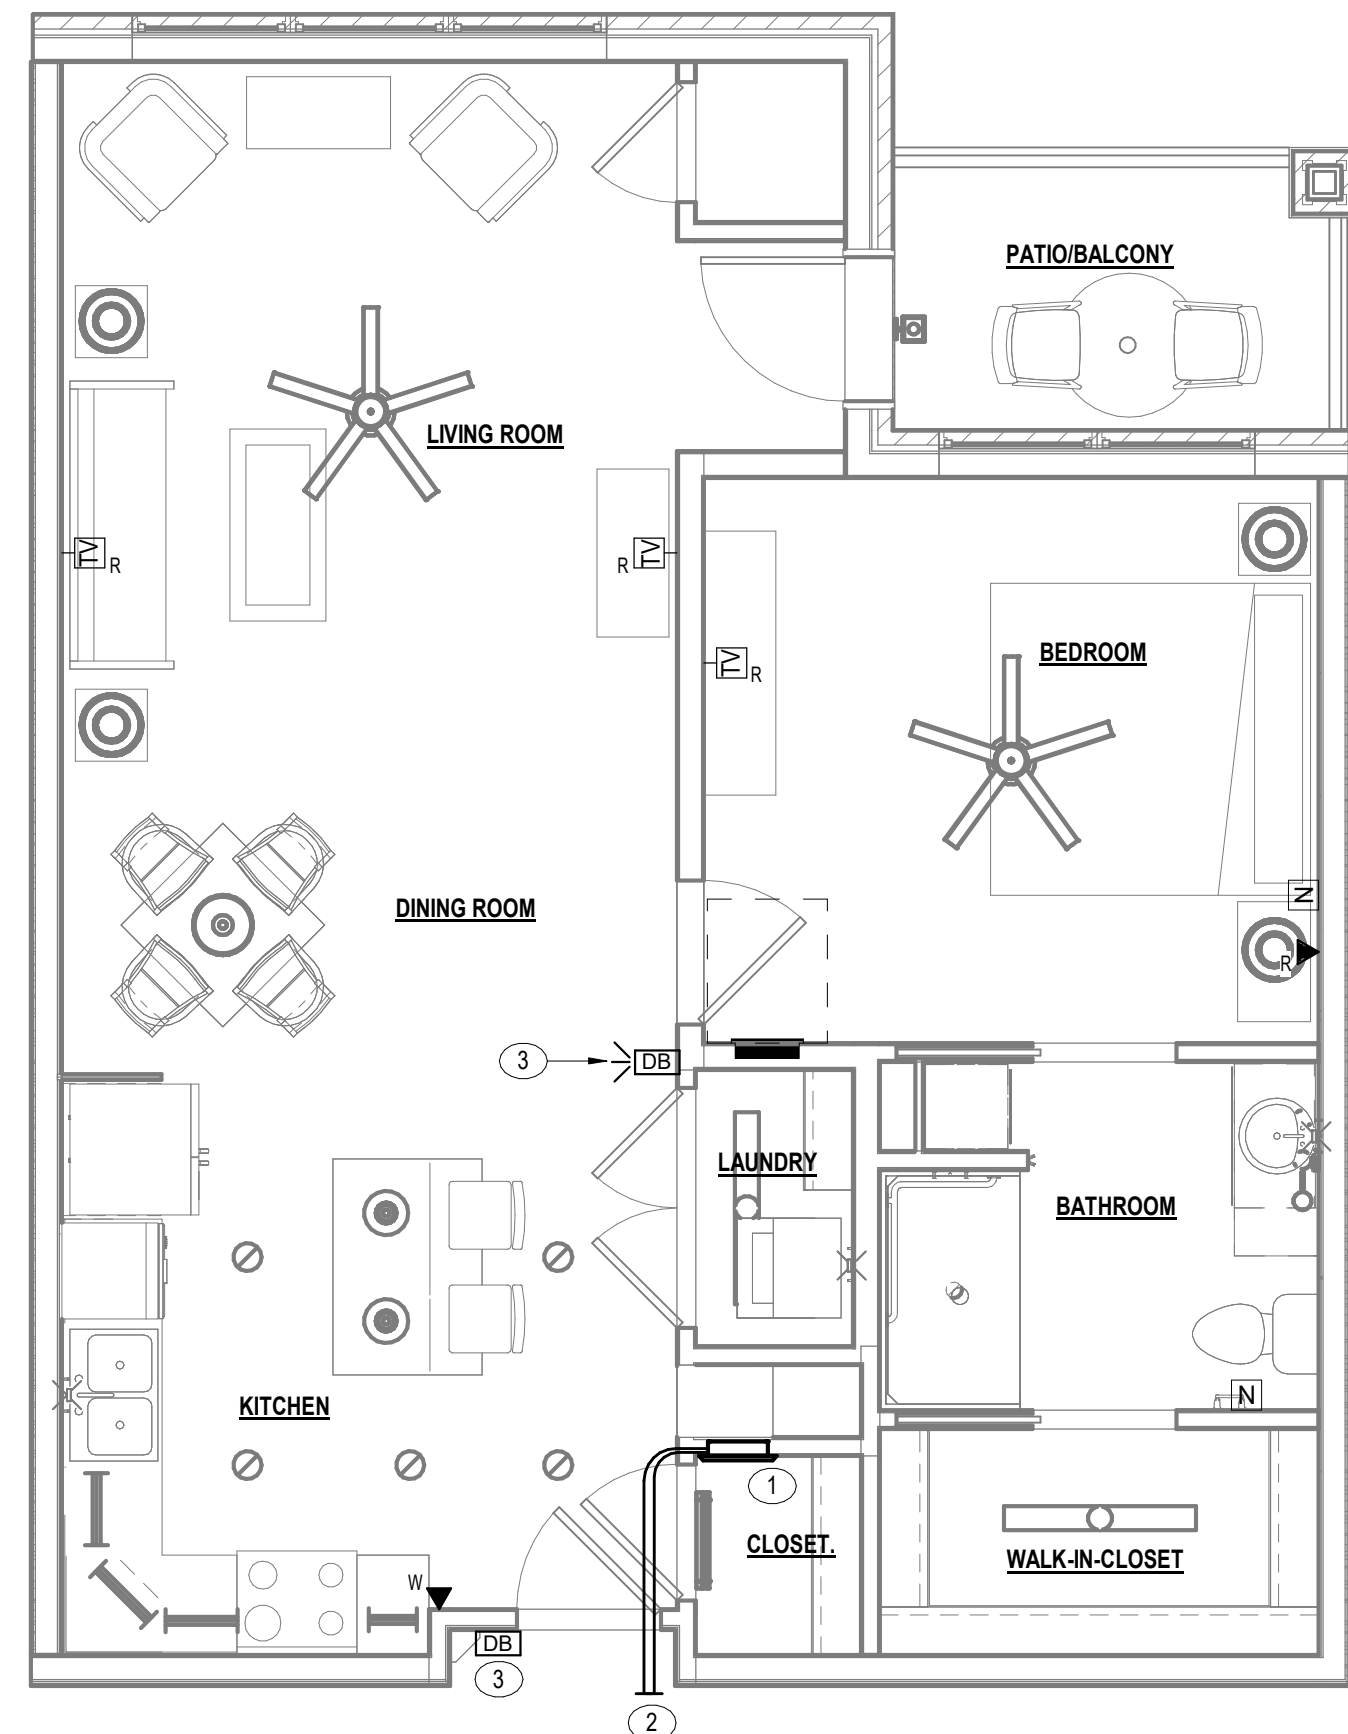 PATIO/BALCONY
LIVING ROOM
TV
R
R
TV
BEDROOM
TV
R
N
DINING ROOM
R
3
DB
LAUNDRY
BATHROOM
KITCHEN
N
1
CLOSET.
WALK-IN-CLOSET
W
DB
3
2